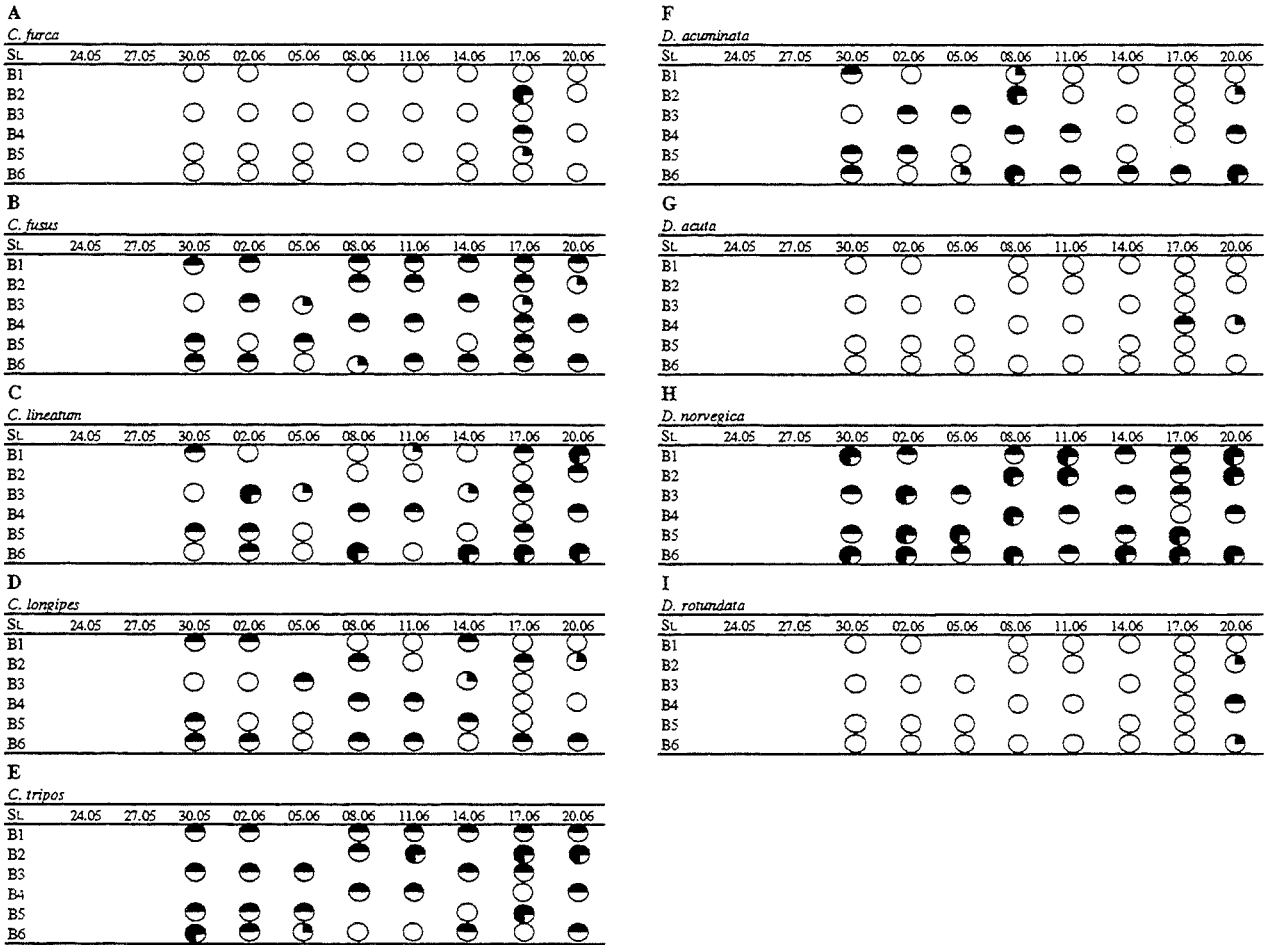 A
C. furca
St. 24.05 27.05 30.05 02.06 05.06 08.06 11.06 14.06 17.06 20.06
B1
B2
B3
B4
B5
B6
B
C. fusus
St. 24.05 27.05 30.05 02.06 05.06 08.06 11.06 14.06 17.06 20.06
B1
B2
B3
B4
B5
B6
C
C. lineatum
St. 24.05 27.05 30.05 02.06 05.06 08.06 11.06 14.06 17.06 20.06
B1
B2
B3
B4
B5
B6
D
C. longipes
St. 24.05 27.05 30.05 02.06 05.06 08.06 11.06 14.06 17.06 20.06
B1
B2
B3
B4
B5
B6
E
C. tripos
St. 24.05 27.05 30.05 02.06 05.06 08.06 11.06 14.06 17.06 20.06
B1
B2
B3
B4
B5
B6
F
D. acuminata
St. 24.05 27.05 30.05 02.06 05.06 08.06 11.06 14.06 17.06 20.06
B1
B2
B3
B4
B5
B6
G
D. acuta
St. 24.05 27.05 30.05 02.06 05.06 08.06 11.06 14.06 17.06 20.06
B1
B2
B3
B4
B5
B6
H
D. norvegica
St. 24.05 27.05 30.05 02.06 05.06 08.06 11.06 14.06 17.06 20.06
B1
B2
B3
B4
B5
B6
I
D. rotundata
St. 24.05 27.05 30.05 02.06 05.06 08.06 11.06 14.06 17.06 20.06
B1
B2
B3
B4
B5
B6